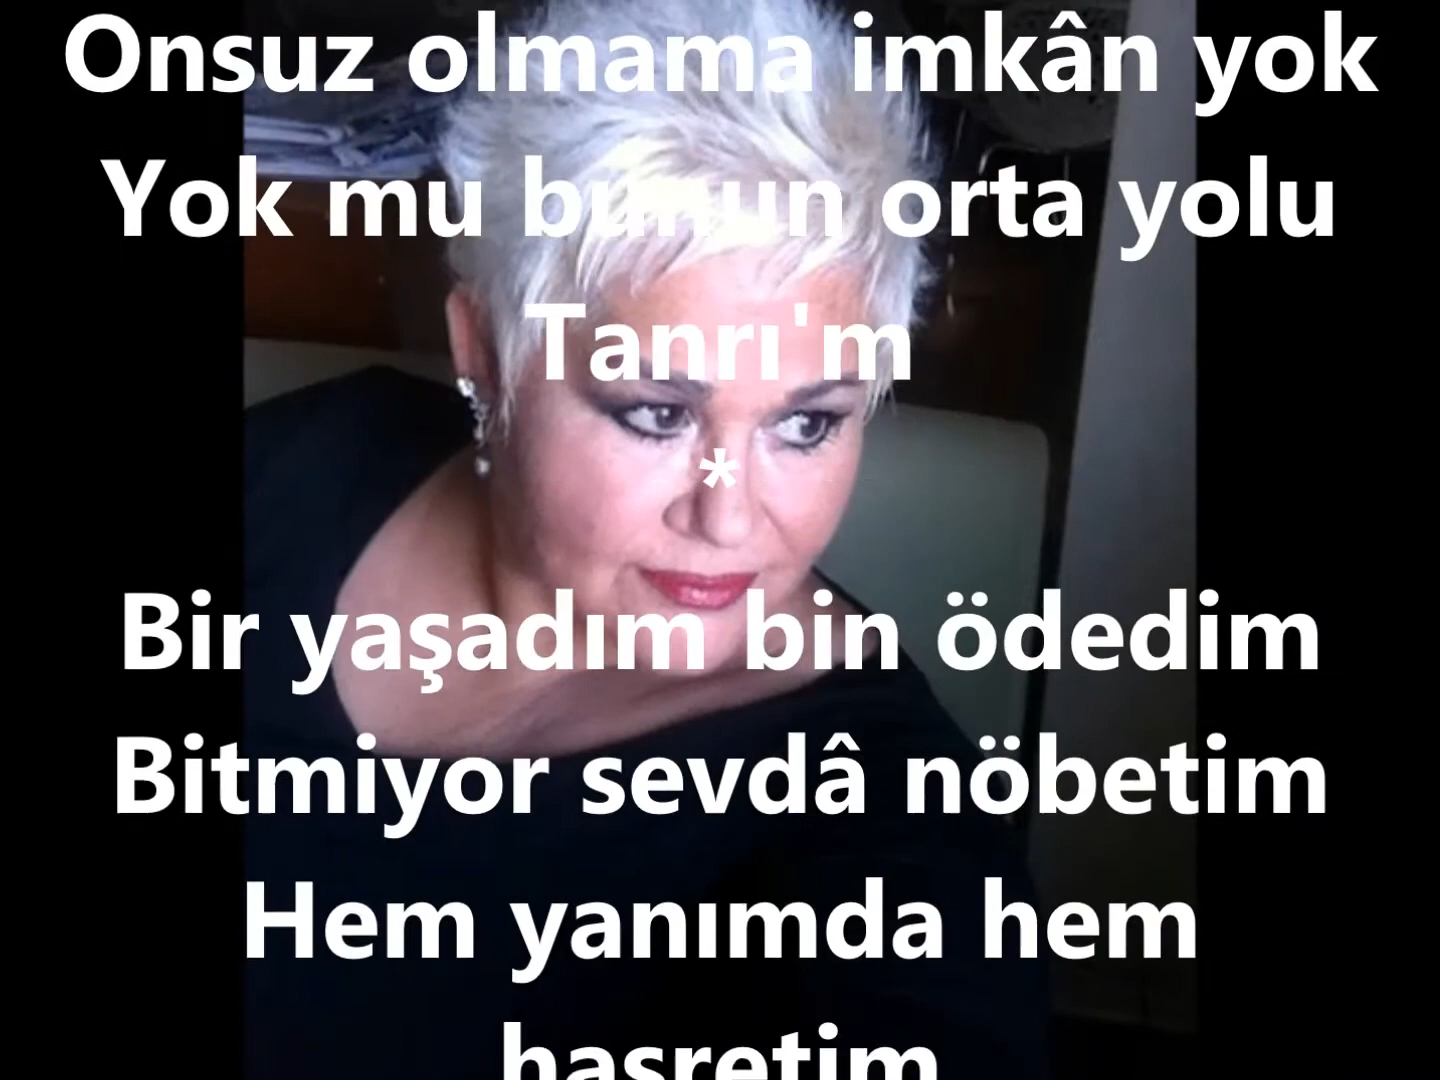 Onsuz olmama imkân yok
Yok mu bunun orta yolu
Tanrı'm
*
Bir yaşadım bin ödedim
Bitmiyor sevdâ nöbetim
Hem yanımda hem
hasretim